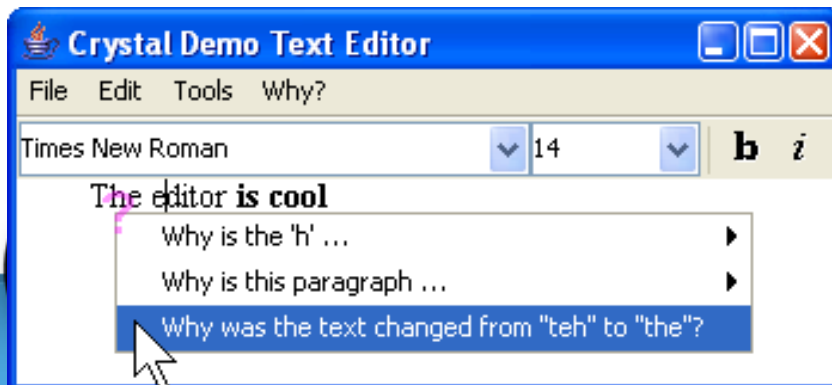 Crystal Demo Text Editor
File Edit Tools Why?
Times New Roman 14 b i
The editor is cool
?
Why is the 'h' ...
Why is this paragraph ...
Why was the text changed from "teh" to "the"?